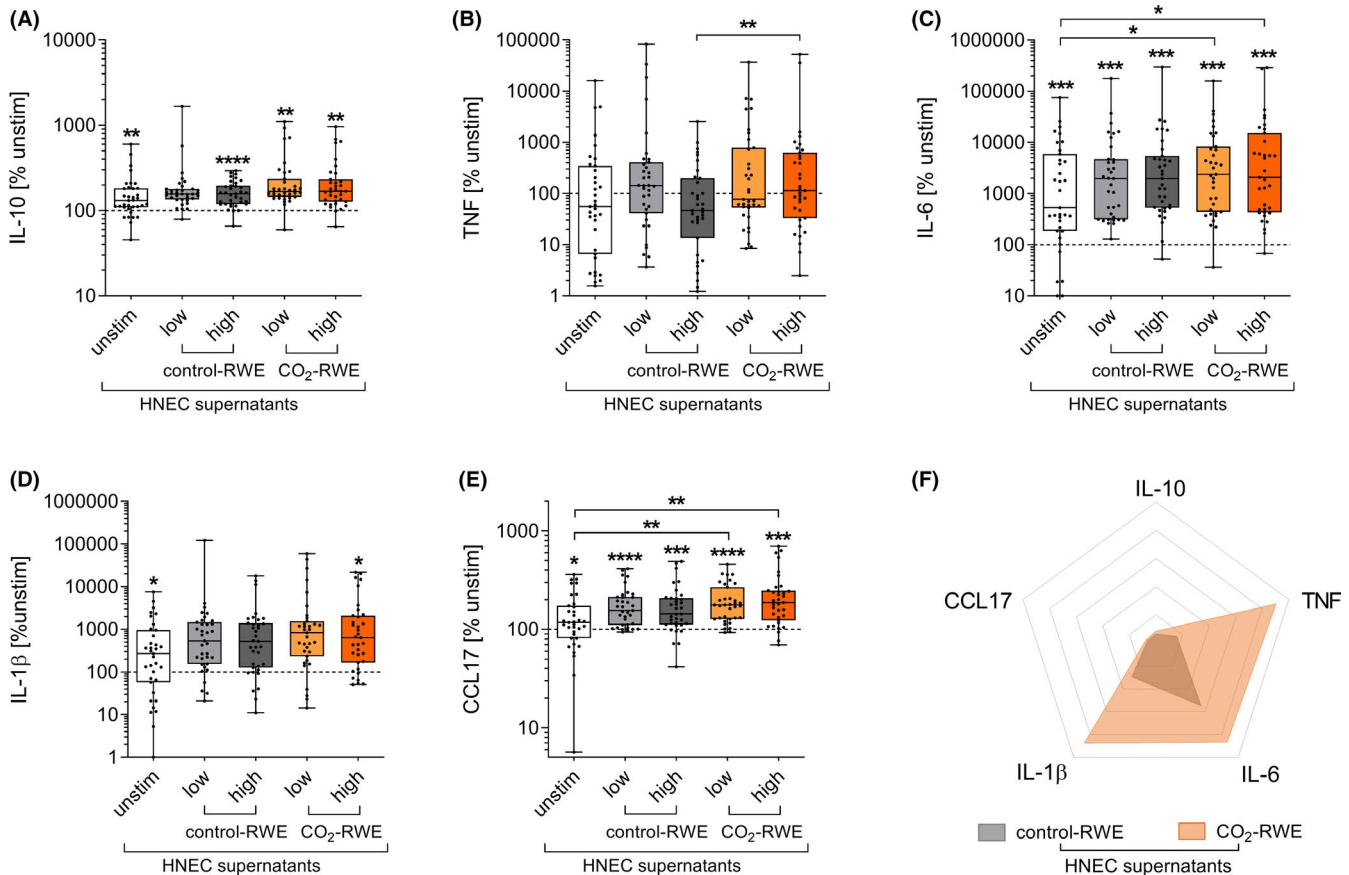 (A)
IL-10 [% unstim]
10000
1000
100
10
** **** ** **
unstim low high low high
control-RWE CO₂-RWE
HNEC supernatants
(B)
TNF [% unstim]
100000
10000
1000
100
10
1
**
unstim low high low high
control-RWE CO₂-RWE
HNEC supernatants
(C)
IL-6 [% unstim]
1000000
100000
10000
1000
100
10
*
*
*** *** *** *** ***
unstim low high low high
control-RWE CO₂-RWE
HNEC supernatants
(D)
IL-1β [%unstim]
1000000
100000
10000
1000
100
10
1
* *
unstim low high low high
control-RWE CO₂-RWE
HNEC supernatants
(E)
CCL17 [% unstim]
1000
100
10
**
**
* **** *** **** ***
unstim low high low high
control-RWE CO₂-RWE
HNEC supernatants
(F)
IL-10
CCL17 TNF
IL-1β IL-6
control-RWE CO₂-RWE
HNEC supernatants